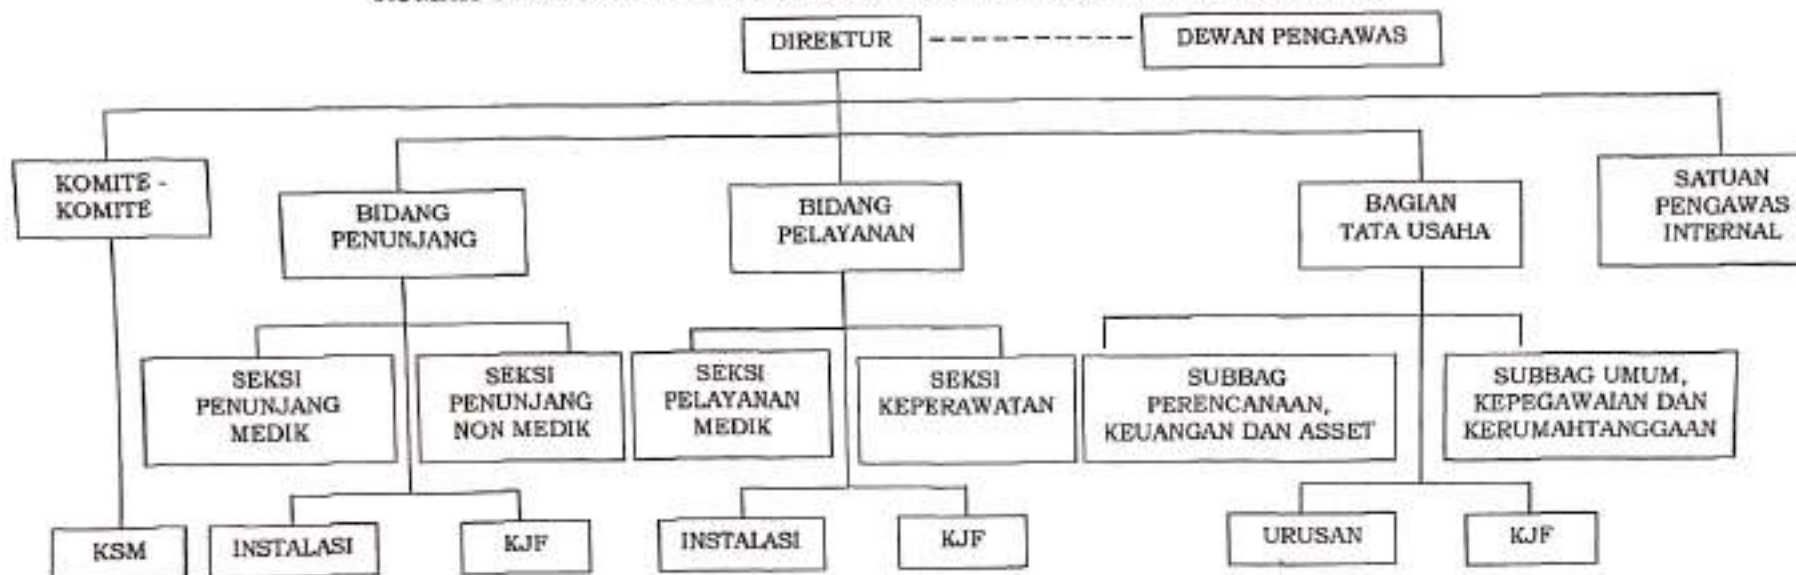 DIREKTUR
DEWAN PENGAWAS
KOMITE -
KOMITE
BIDANG
PENUNJANG
BIDANG
PELAYANAN
BAGIAN
TATA USAHA
SATUAN
PENGAWAS
INTERNAL
SEKSI
PENUNJANG
MEDIK
SEKSI
PENUNJANG
NON MEDIK
SEKSI
PELAYANAN
MEDIK
SEKSI
KEPERAWATAN
SUBBAG
PERENCANAAN,
KEUANGAN DAN ASSET
SUBBAG UMUM,
KEPEGAWAIAN DAN
KERUMAHTANGGAAN
KSM
INSTALASI
KJF
INSTALASI
KJF
URUSAN
KJF